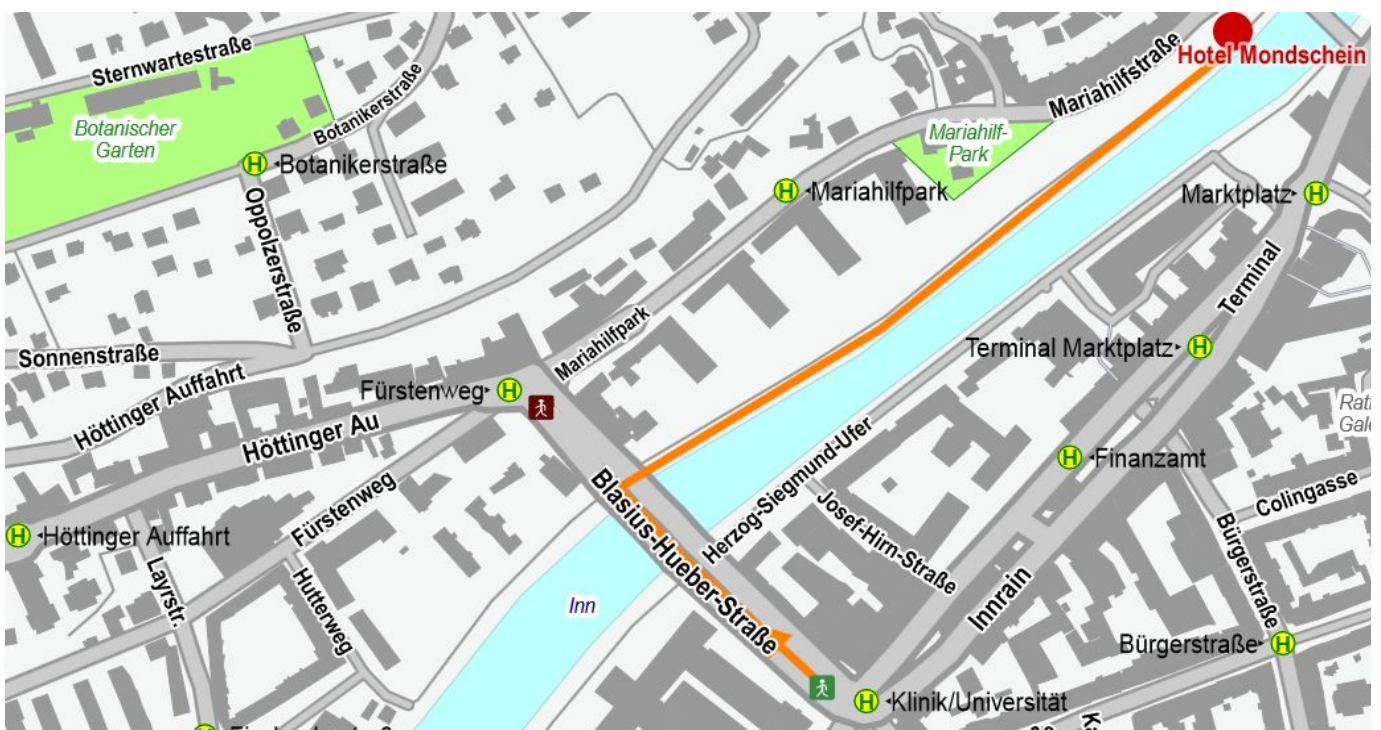 Hotel Mondschein
Sternwartestraße
Mariahilfstraße
Botanikerstraße
Botanischer
Garten
Mariahilf-
Park
H Botanikerstraße
H Mariahilfpark
Marktplatz H
Oppolzerstraße
Terminal
Mariahilfpark
Sonnenstraße
Terminal Marktplatz H
Höttinger Auffahrt
Fürstenweg H
Höttinger Au
Herzog-Siegmund-Ufer
H Finanzamt
Blasius-Hueber-Straße
Fürstenweg
Josef-Hirn-Straße
Colingasse
H Höttinger Auffahrt
Bürgerstraße
Layrstr.
Hutterweg
Inn
Innrain
Bürgerstraße H
H Klinik/Universität